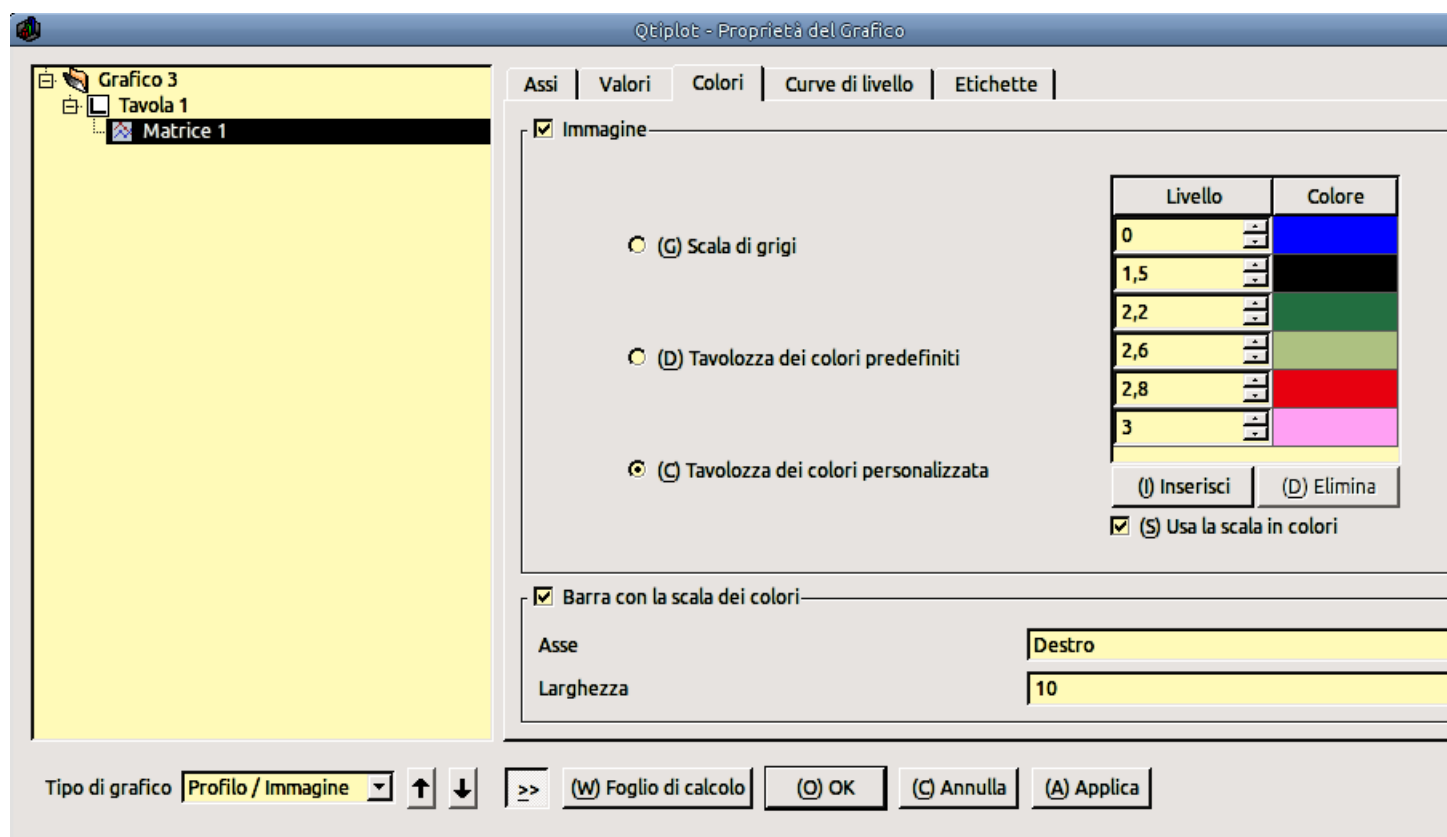 Qtiplot - Proprietà del Grafico
Grafico 3
Tavola 1
Matrice 1
Assi Valori Colori Curve di livello Etichette
Immagine
Livello Colore
0
(G) Scala di grigi
1,5
2,2
2,6
(D) Tavolozza dei colori predefiniti
2,8
3
(C) Tavolozza dei colori personalizzata
(I) Inserisci (D) Elimina
(S) Usa la scala in colori
Barra con la scala dei colori
Asse Destro
Larghezza 10
Tipo di grafico Profilo / Immagine >> (W) Foglio di calcolo (O) OK (C) Annulla (A) Applica